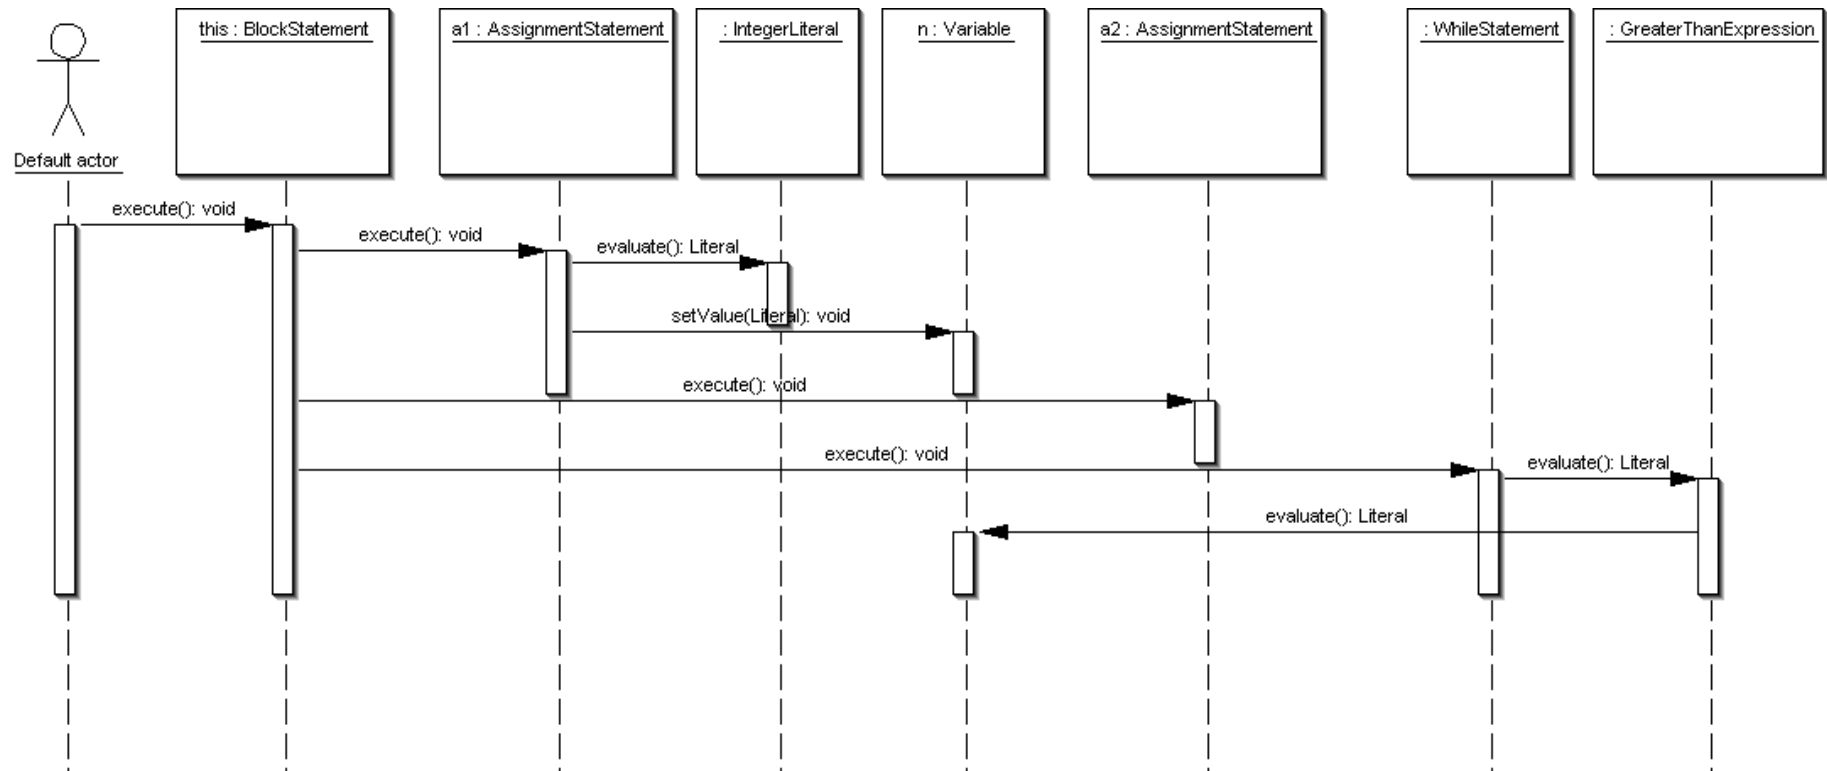 this : BlockStatement
a1 : AssignmentStatement
: IntegerLiteral
n : Variable
a2 : AssignmentStatement
: WhileStatement
: GreaterThanExpression
Default actor
execute(): void
execute(): void
evaluate(): Literal
setValue(Literal): void
execute(): void
execute(): void
evaluate(): Literal
evaluate(): Literal